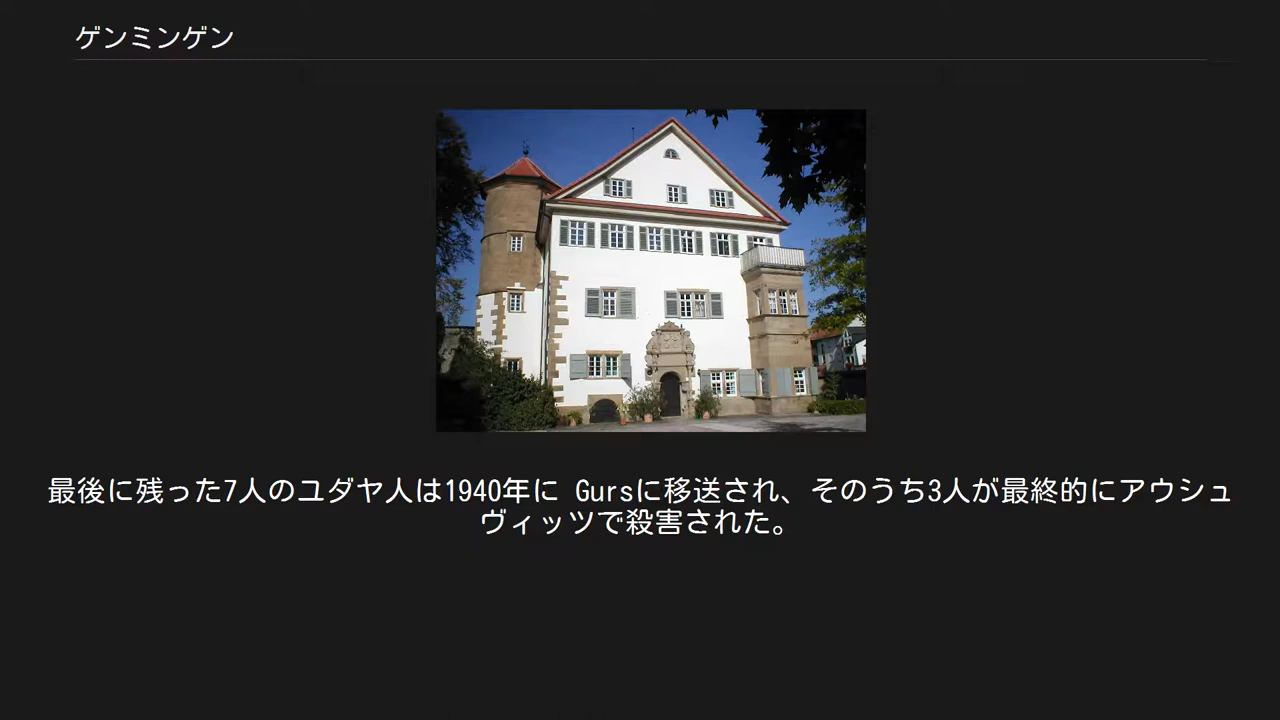 ゲンミンゲン
最後に残った7人のユダヤ人は1940年に Gursに移送され、そのうち3人が最終的にアウシュ
ヴィッツで殺害された。